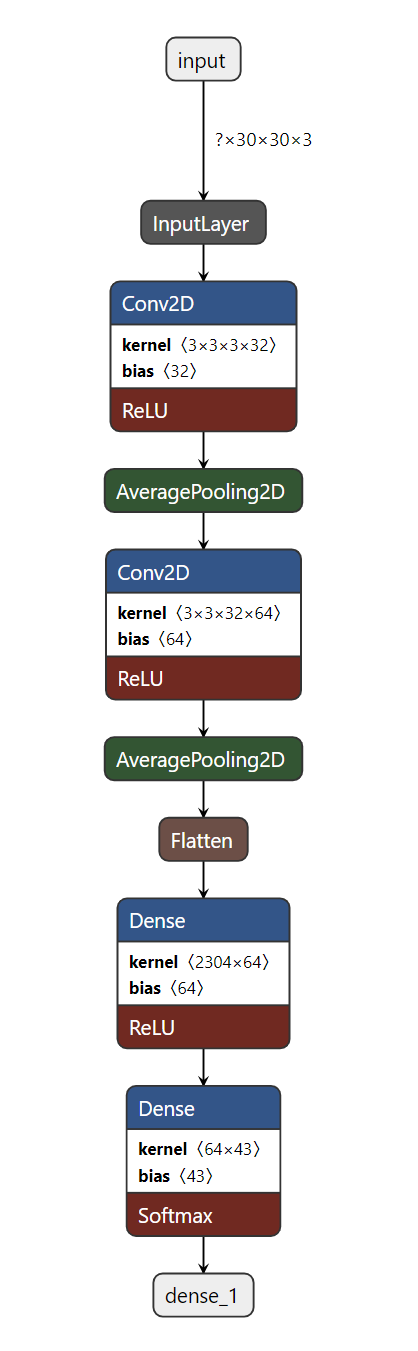 input
?×30×30×3
InputLayer
Conv2D
kernel 〈3×3×3×32〉
bias 〈32〉
ReLU
AveragePooling2D
Conv2D
kernel 〈3×3×32×64〉
bias 〈64〉
ReLU
AveragePooling2D
Flatten
Dense
kernel 〈2304×64〉
bias 〈64〉
ReLU
Dense
kernel 〈64×43〉
bias 〈43〉
Softmax
dense_1